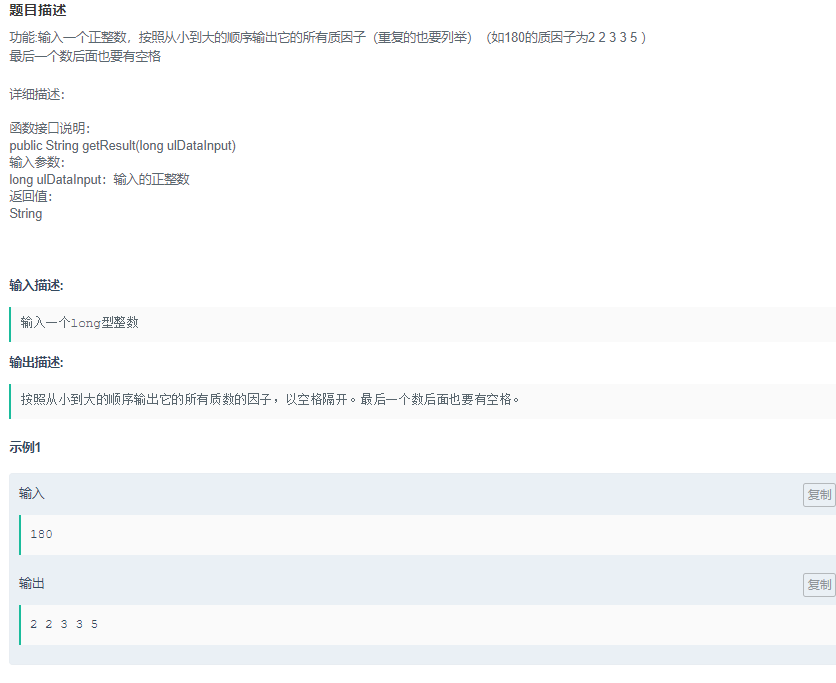 题目描述
功能:输入一个正整数，按照从小到大的顺序输出它的所有质因子（重复的也要列举）（如180的质因子为2 2 3 3 5 ）
最后一个数后面也要有空格
详细描述：
函数接口说明：
public String getResult(long ulDataInput)
输入参数：
long ulDataInput：输入的正整数
返回值：
String
输入描述:
输入一个long型整数
输出描述:
按照从小到大的顺序输出它的所有质数的因子，以空格隔开。最后一个数后面也要有空格。
示例1
输入
复制
180
输出
复制
2 2 3 3 5